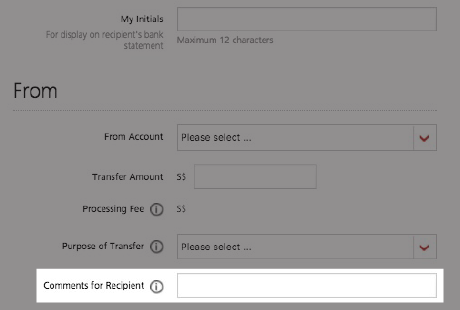 My Initials
For display on recipient's bank
statement
Maximum 12 characters
From
From Account
Please select ...
Transfer Amount S$
Processing Fee S$
Purpose of Transfer
Please select ...
Comments for Recipient